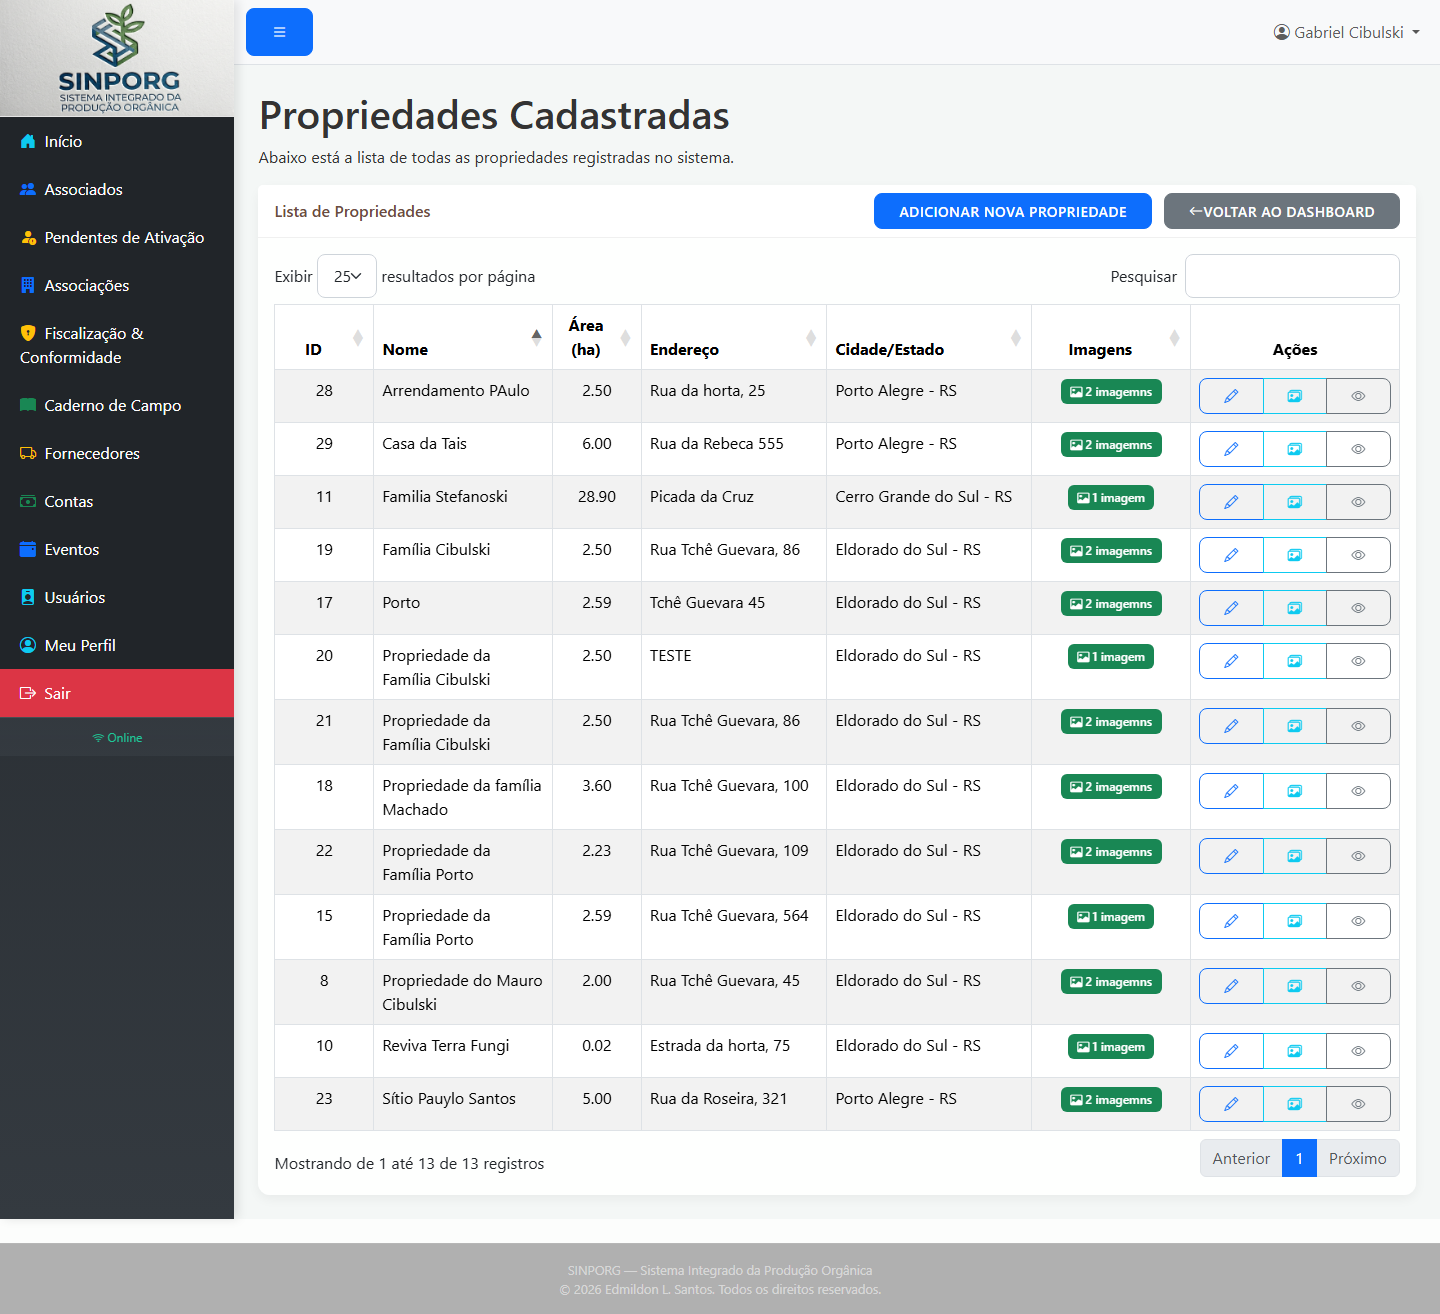 SINPORG
SISTEMA INTEGRADO DA
PRODUÇÃO ORGÂNICA
Início
Associados
Pendentes de Ativação
Associações
Fiscalização &
Conformidade
Caderno de Campo
Fornecedores
Contas
Eventos
Usuários
Meu Perfil
Sair
Online
Gabriel Cibulski
Propriedades Cadastradas
Abaixo está a lista de todas as propriedades registradas no sistema.
Lista de Propriedades
ADICIONAR NOVA PROPRIEDADE
←VOLTAR AO DASHBOARD
Exibir 25 resultados por página
Pesquisar
ID Nome Área (ha) Endereço Cidade/Estado Imagens Ações
28 Arrendamento PAulo 2.50 Rua da horta, 25 Porto Alegre - RS 2 imagemns
29 Casa da Tais 6.00 Rua da Rebeca 555 Porto Alegre - RS 2 imagemns
11 Familia Stefanoski 28.90 Picada da Cruz Cerro Grande do Sul - RS 1 imagem
19 Família Cibulski 2.50 Rua Tchê Guevara, 86 Eldorado do Sul - RS 2 imagemns
17 Porto 2.59 Tchê Guevara 45 Eldorado do Sul - RS 2 imagemns
20 Propriedade da Família Cibulski 2.50 TESTE Eldorado do Sul - RS 1 imagem
21 Propriedade da Família Cibulski 2.50 Rua Tchê Guevara, 86 Eldorado do Sul - RS 2 imagemns
18 Propriedade da família Machado 3.60 Rua Tchê Guevara, 100 Eldorado do Sul - RS 2 imagemns
22 Propriedade da Família Porto 2.23 Rua Tchê Guevara, 109 Eldorado do Sul - RS 2 imagemns
15 Propriedade da Família Porto 2.59 Rua Tchê Guevara, 564 Eldorado do Sul - RS 1 imagem
8 Propriedade do Mauro Cibulski 2.00 Rua Tchê Guevara, 45 Eldorado do Sul - RS 2 imagemns
10 Reviva Terra Fungi 0.02 Estrada da horta, 75 Eldorado do Sul - RS 1 imagem
23 Sítio Pauylo Santos 5.00 Rua da Roseira, 321 Porto Alegre - RS 2 imagemns
Mostrando de 1 até 13 de 13 registros
Anterior 1 Próximo
SINPORG — Sistema Integrado da Produção Orgânica
© 2026 Edmildon L. Santos. Todos os direitos reservados.